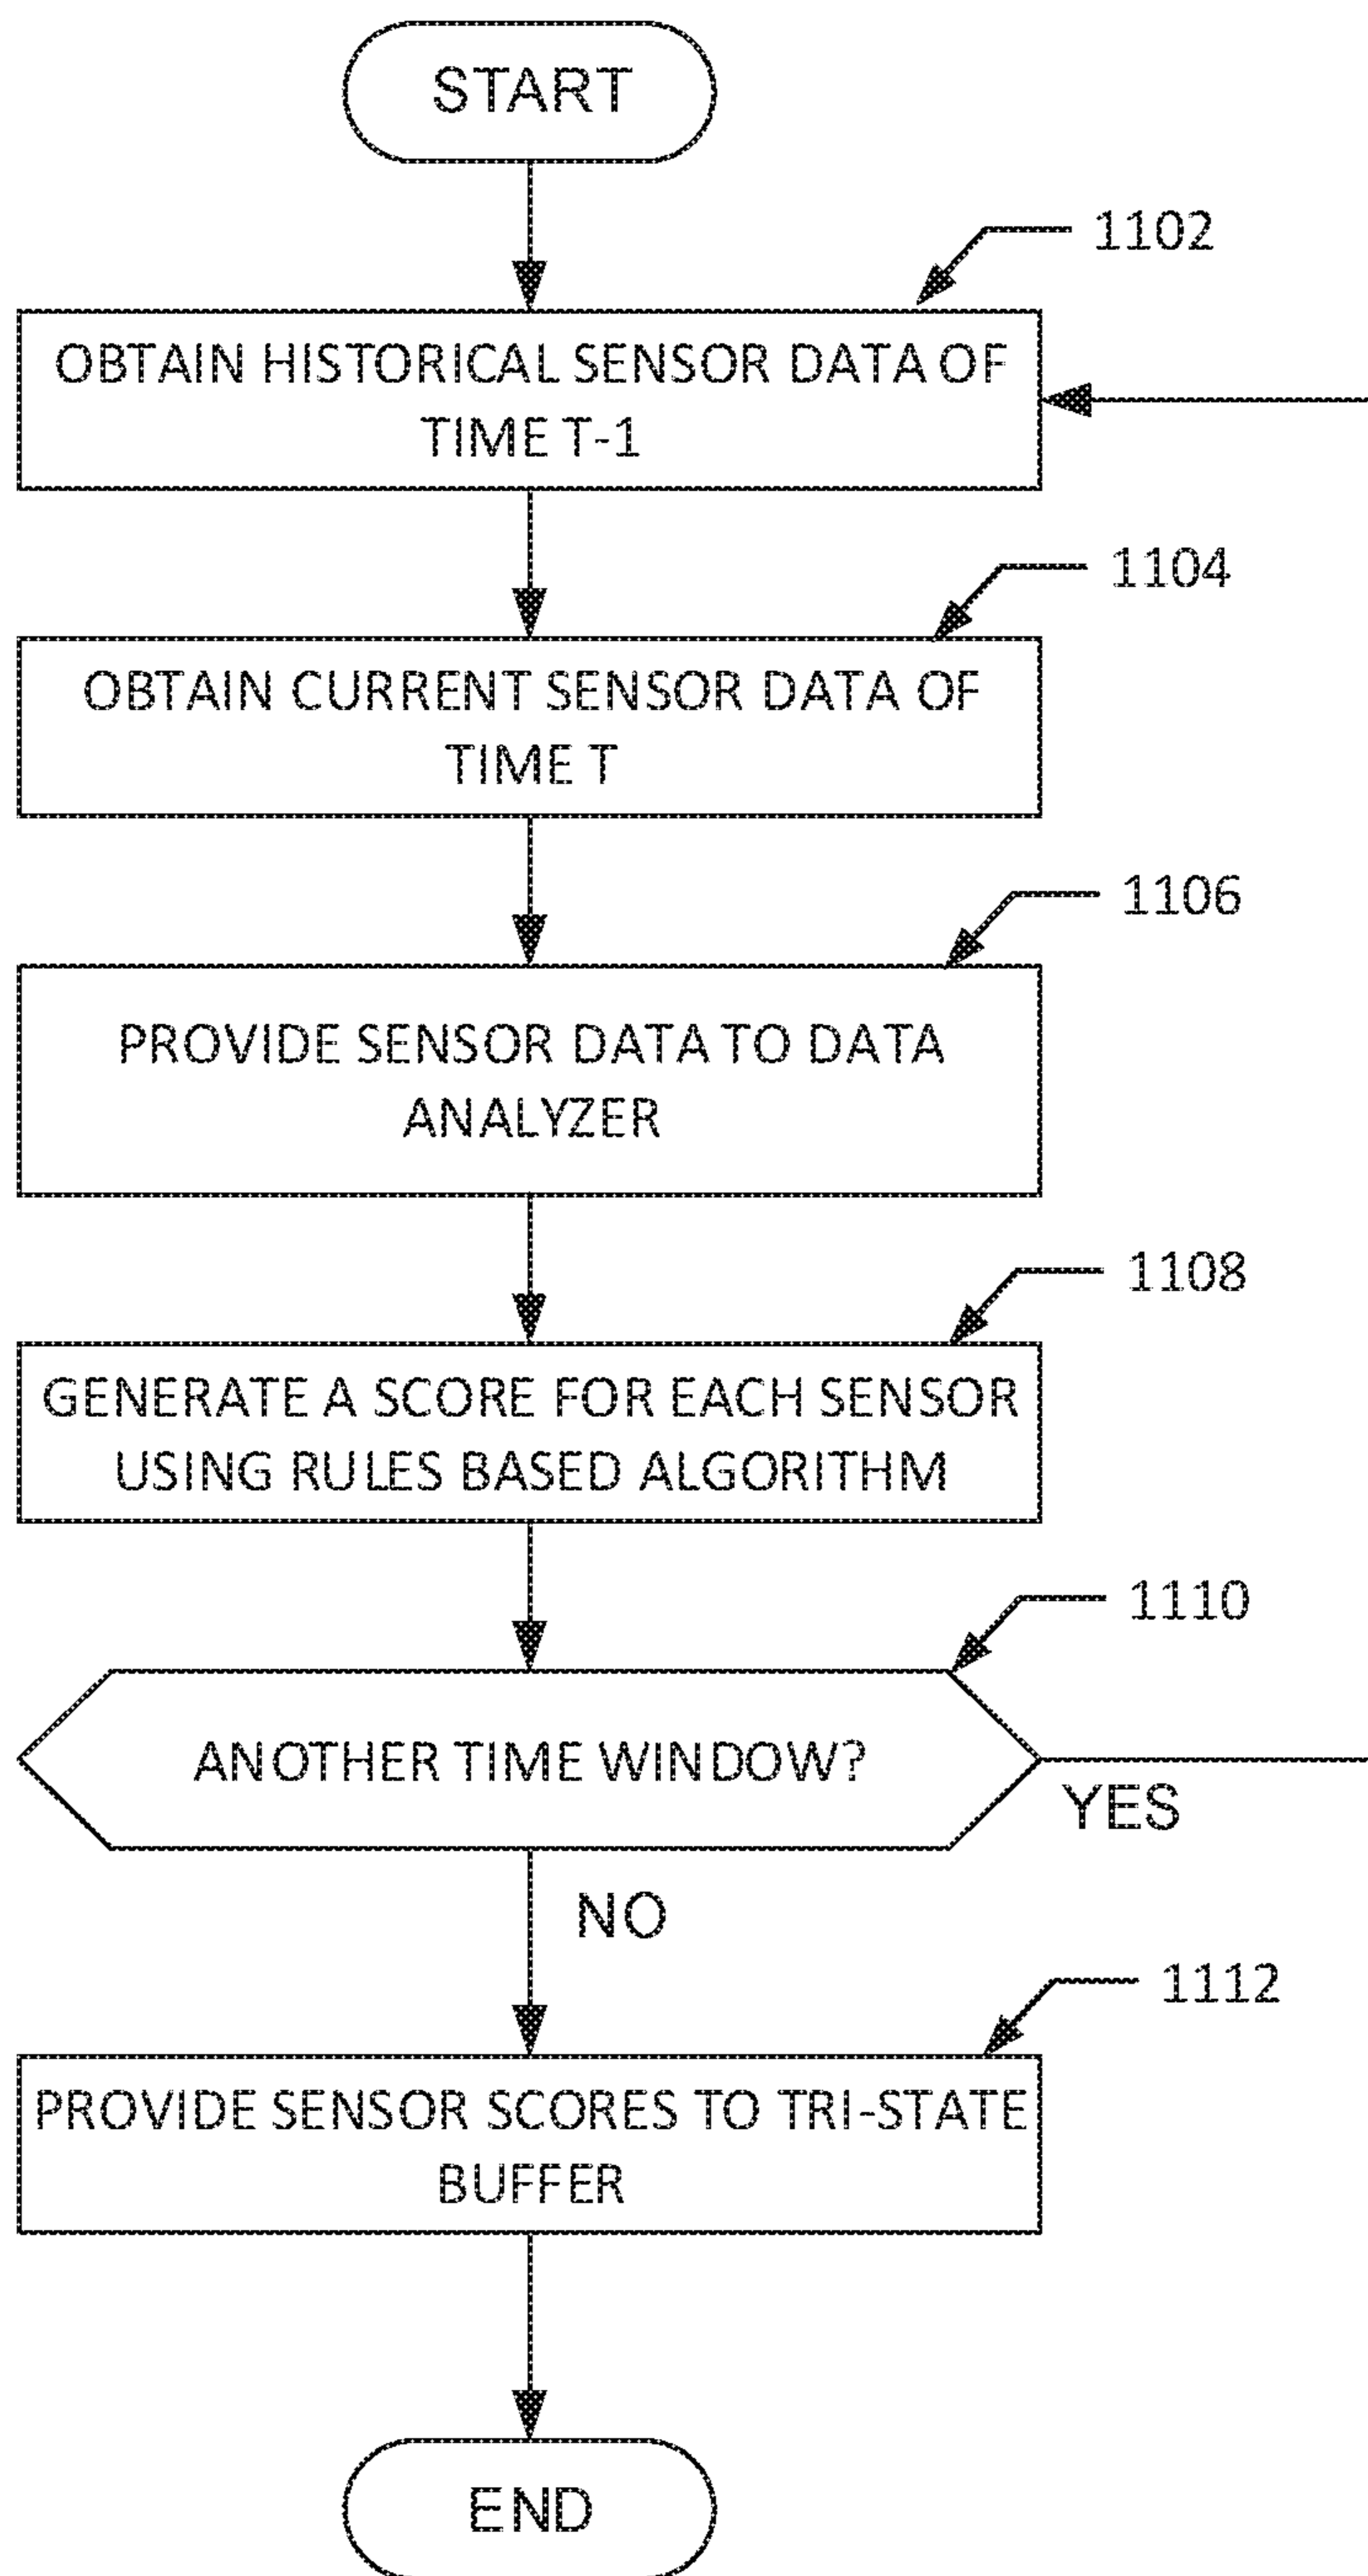 START
1102
OBTAIN HISTORICAL SENSOR DATA OF
TIME T-1
1104
OBTAIN CURRENT SENSOR DATA OF
TIME T
1106
PROVIDE SENSOR DATA TO DATA
ANALYZER
1108
GENERATE A SCORE FOR EACH SENSOR
USING RULES BASED ALGORITHM
1110
ANOTHER TIME WINDOW?
YES
NO
1112
PROVIDE SENSOR SCORES TO TRI-STATE
BUFFER
END